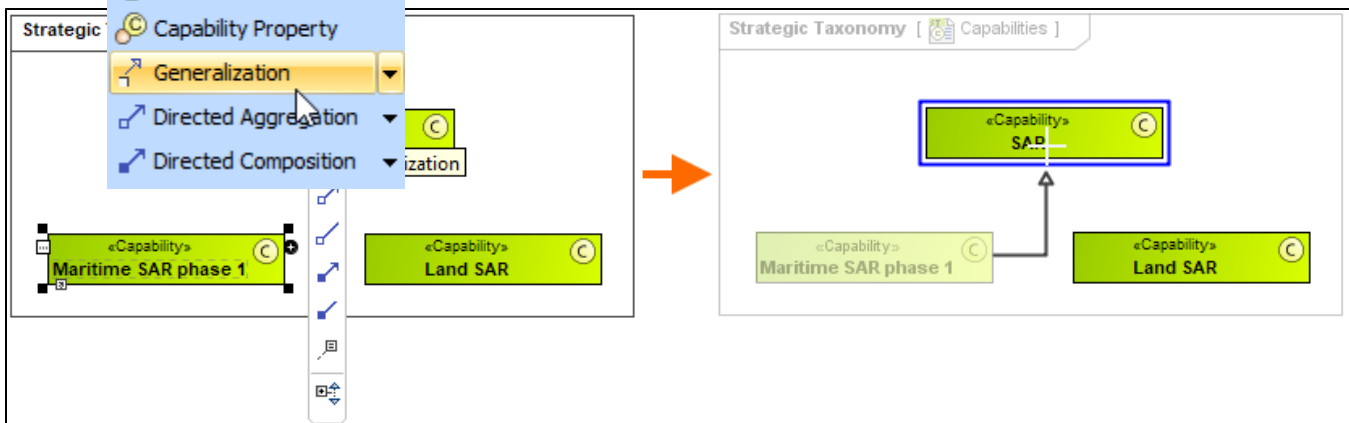 Strategic
Capability Property
Generalization
Directed Aggregation
Directed Composition
ization
«Capability»
Maritime SAR phase 1
«Capability»
Land SAR
Strategic Taxonomy [ Capabilities ]
«Capability»
SAR
«Capability»
Maritime SAR phase 1
«Capability»
Land SAR